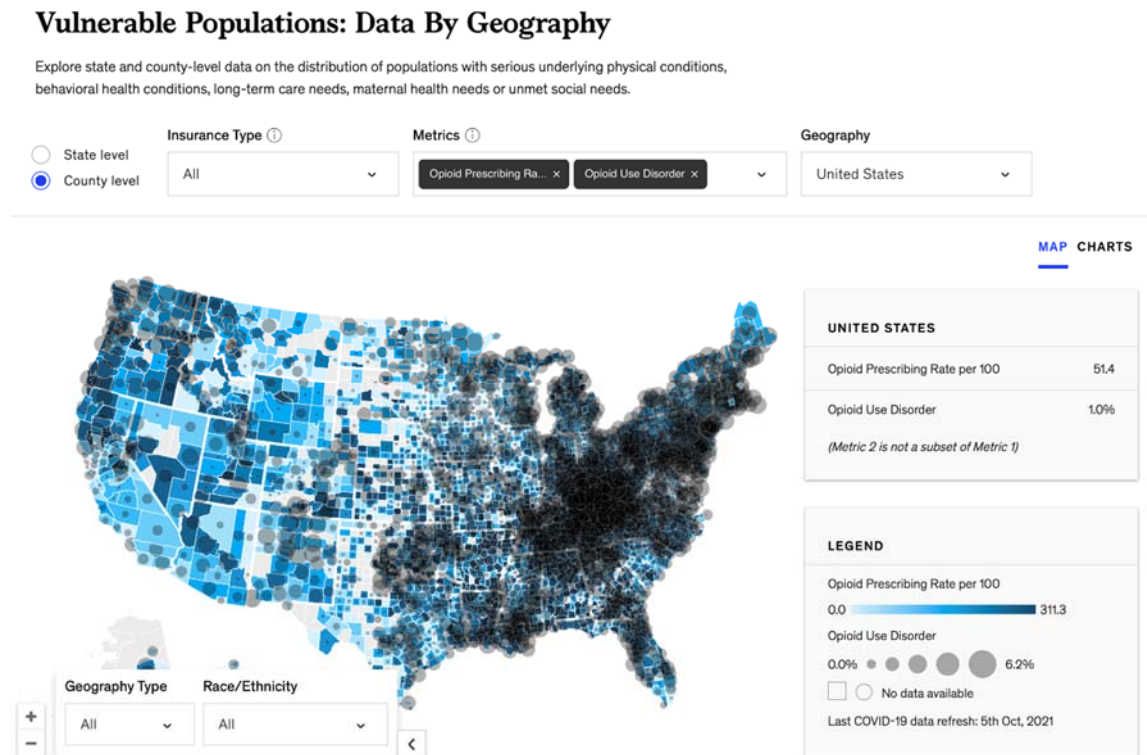 Vulnerable Populations: Data By Geography
Explore state and county-level data on the distribution of populations with serious underlying physical conditions,
behavioral health conditions, long-term care needs, maternal health needs or unmet social needs.
State level
County level
Insurance Type
All
Metrics
Opioid Prescribing Ra... ×
Opioid Use Disorder ×
Geography
United States
MAP CHARTS
UNITED STATES
Opioid Prescribing Rate per 100 51.4
Opioid Use Disorder 1.0%
(Metric 2 is not a subset of Metric 1)
LEGEND
Opioid Prescribing Rate per 100
0.0 311.3
Opioid Use Disorder
0.0% 6.2%
No data available
Last COVID-19 data refresh: 5th Oct, 2021
Geography Type
All
Race/Ethnicity
All
+
−